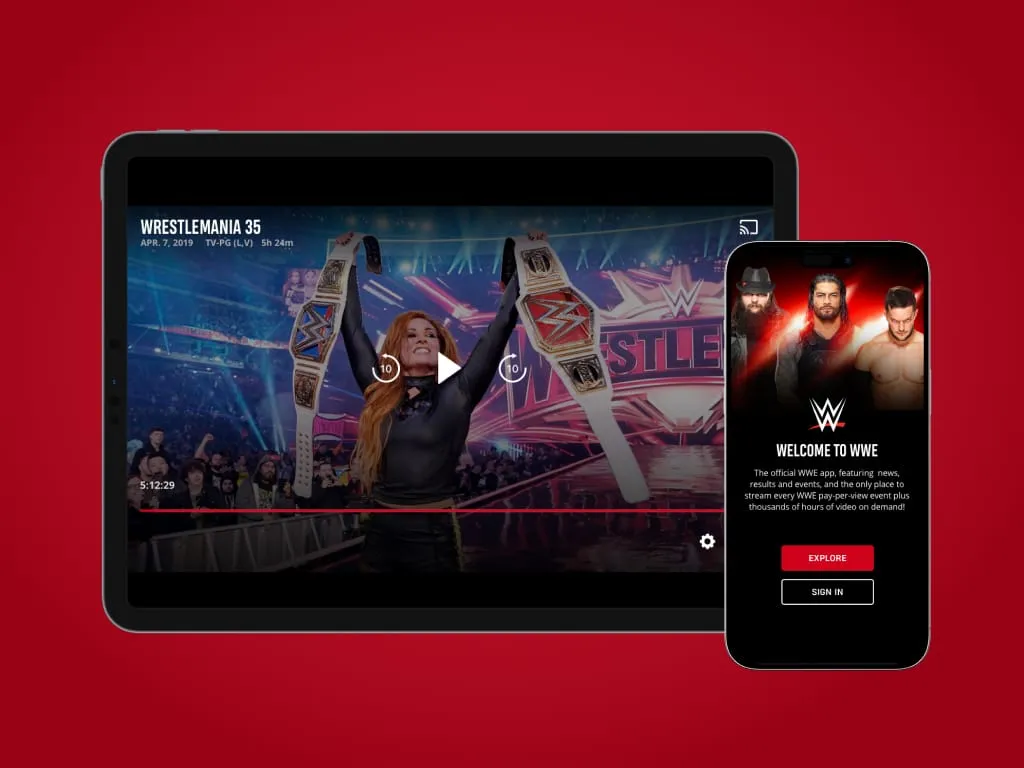 WRESTLEMANIA 35
APR. 7, 2019 TV-PG (L,V) 5h 24m
10
10
W
WRESTLE
5:12:29
W
WELCOME TO WWE
The official WWE app, featuring news,
results and events, and the only place to
stream every WWE pay-per-view event plus
thousands of hours of video on demand!
EXPLORE
SIGN IN